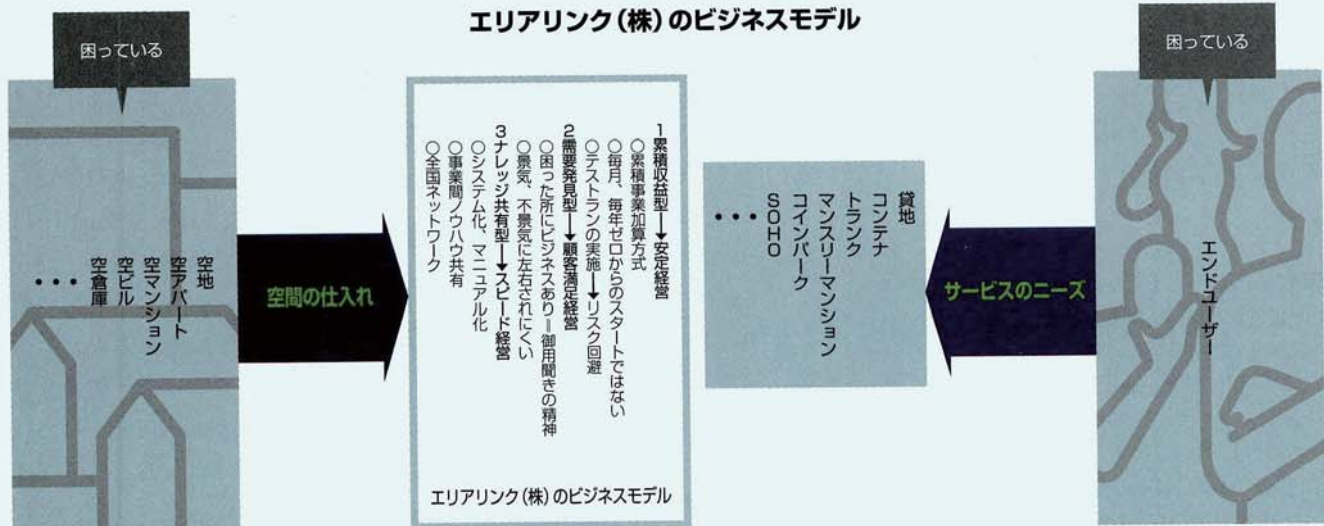 エリアリンク(株)のビジネスモデル
困っている
空地
空アパート
空マンション
空ビル
空倉庫
・・・
空間の仕入れ
1累積収益型→安定経営
○累積事業加算方式
○毎月、毎年ゼロからのスタートではない
○テストランの実施→リスク回避
2需要発見型→顧客満足経営
○困った所にビジネスあり=御用聞きの精神
○景気、不景気に左右されにくい
3ナレッジ共有型→スピード経営
○システム化、マニュアル化
○事業間ノウハウ共有
○全国ネットワーク
エリアリンク(株)のビジネスモデル
貸地
コンテナ
トランク
マンスリーマンション
コインパーク
SOHO
・・・
サービスのニーズ
困っている
エンドユーザー